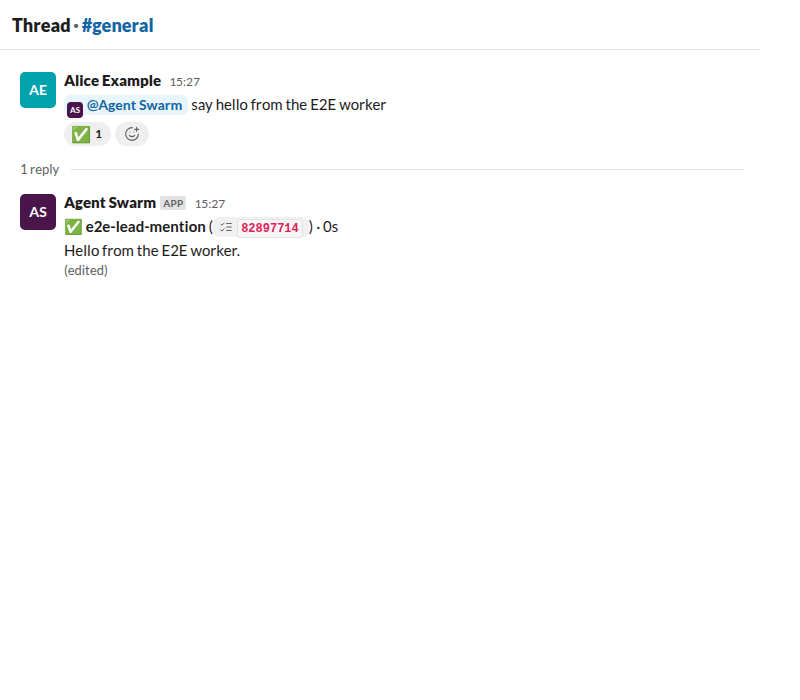 Thread • #general
AE
Alice Example 15:27
AS @Agent Swarm say hello from the E2E worker
✅ 1
1 reply
AS
Agent Swarm APP 15:27
✅ e2e-lead-mention ( 82897714 ) · 0s
Hello from the E2E worker.
(edited)